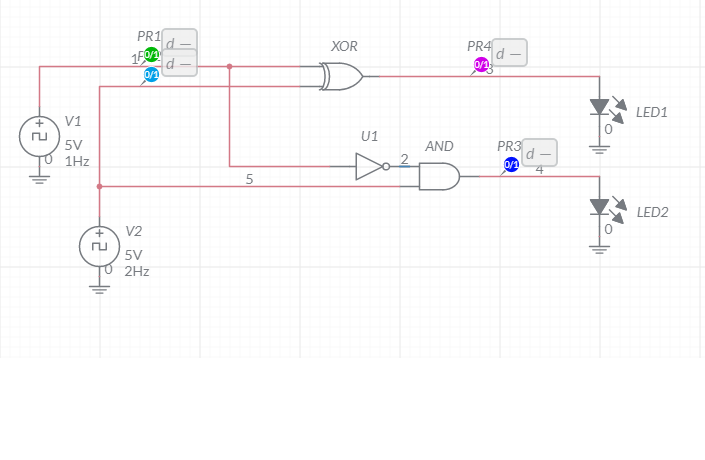 PR1
d —
1
0/1
d —
0/1
XOR
PR4
d —
0/1
V1
5V
1Hz
0
LED1
0
U1
2
AND
PR3
d —
0/1
4
5
V2
5V
2Hz
0
LED2
0